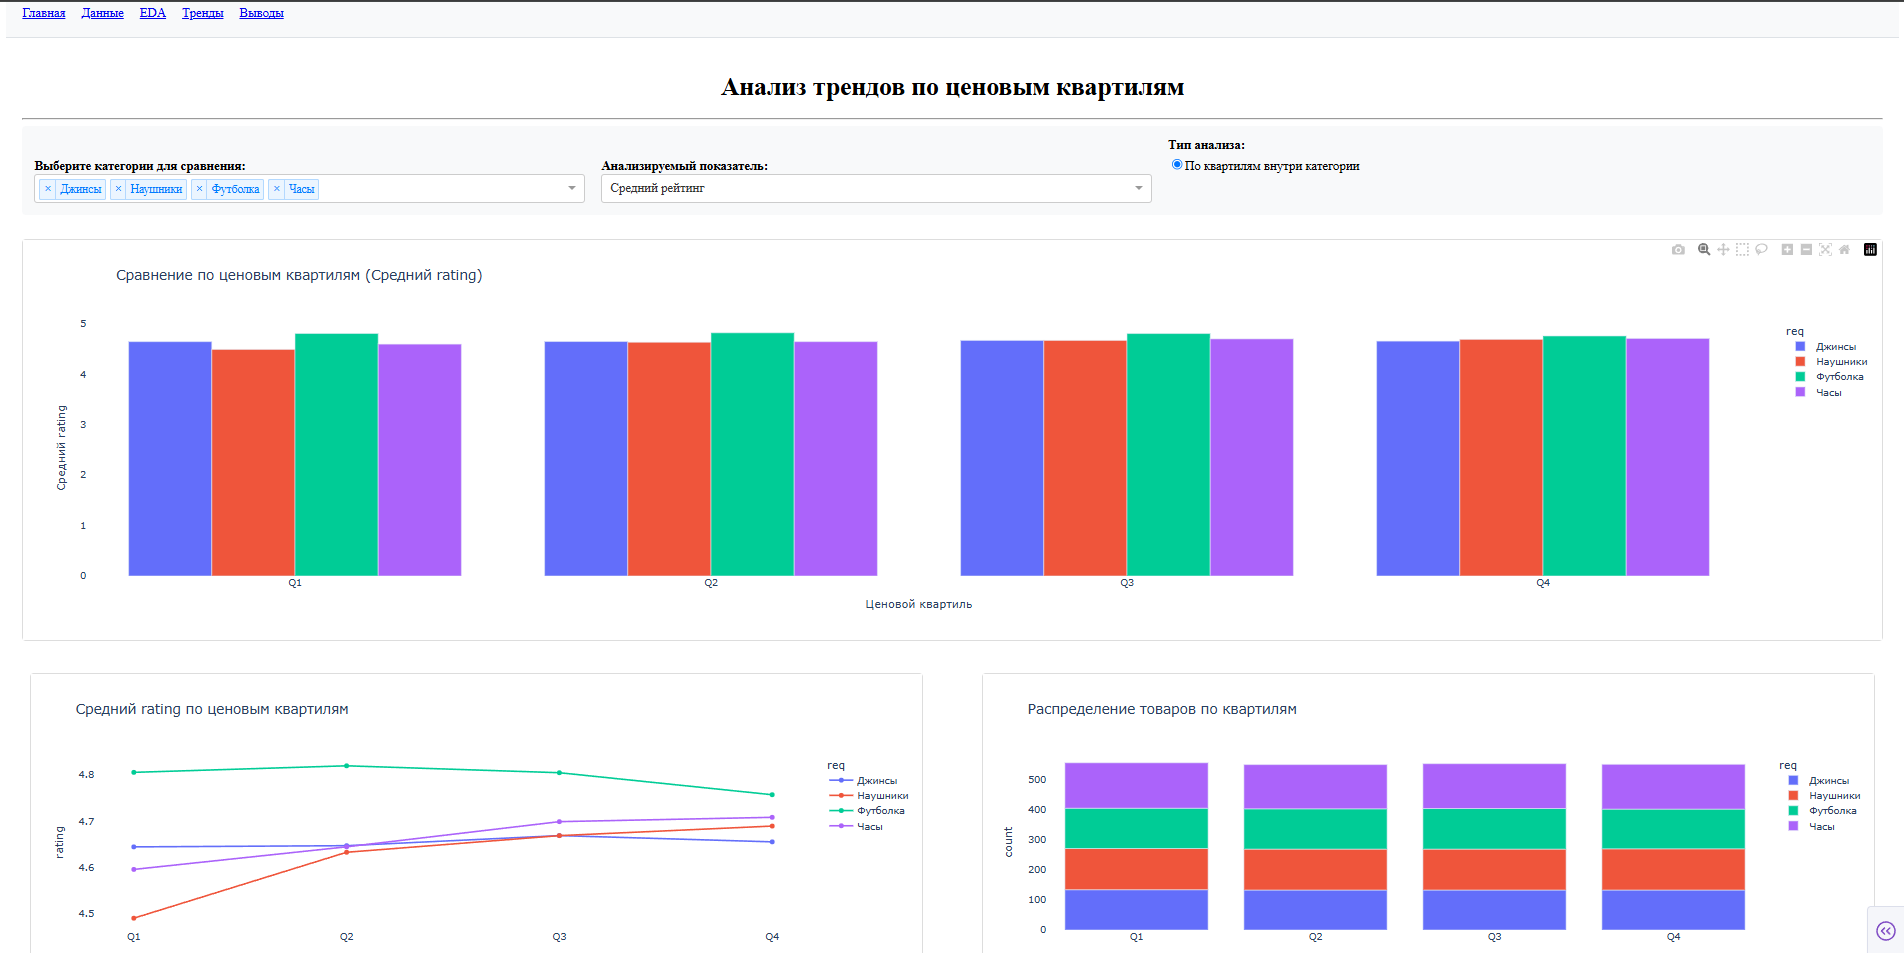 Главная Данные EDA Тренды Выводы
Анализ трендов по ценовым квартилям
Выберите категории для сравнения:
× Джинсы × Наушники × Футболка × Часы
Анализируемый показатель:
Средний рейтинг
Тип анализа:
По квартилям внутри категории
Сравнение по ценовым квартилям (Средний rating)
Средний rating
5
4
3
2
1
0
Q1 Q2 Q3 Q4
Ценовой квартиль
req
Джинсы
Наушники
Футболка
Часы
Средний rating по ценовым квартилям
rating
4.8
4.7
4.6
4.5
Q1 Q2 Q3 Q4
req
Джинсы
Наушники
Футболка
Часы
Распределение товаров по квартилям
count
500
400
300
200
100
0
Q1 Q2 Q3 Q4
req
Джинсы
Наушники
Футболка
Часы